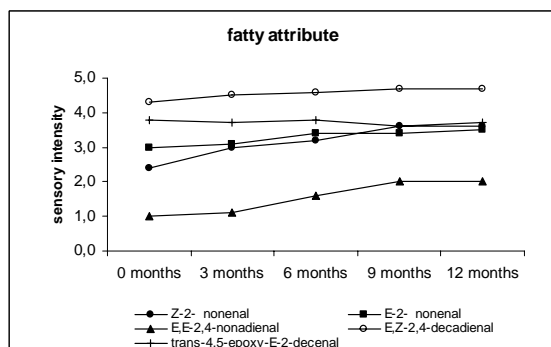 fatty attribute
sensory intensity
5,0
4,0
3,0
2,0
1,0
0,0
0 months 3 months 6 months 9 months 12 months
Z-2- nonenal E-2- nonenal
E,E-2,4-nonadienal E,Z-2,4-decadienal
trans-4,5-epoxy-E-2-decenal